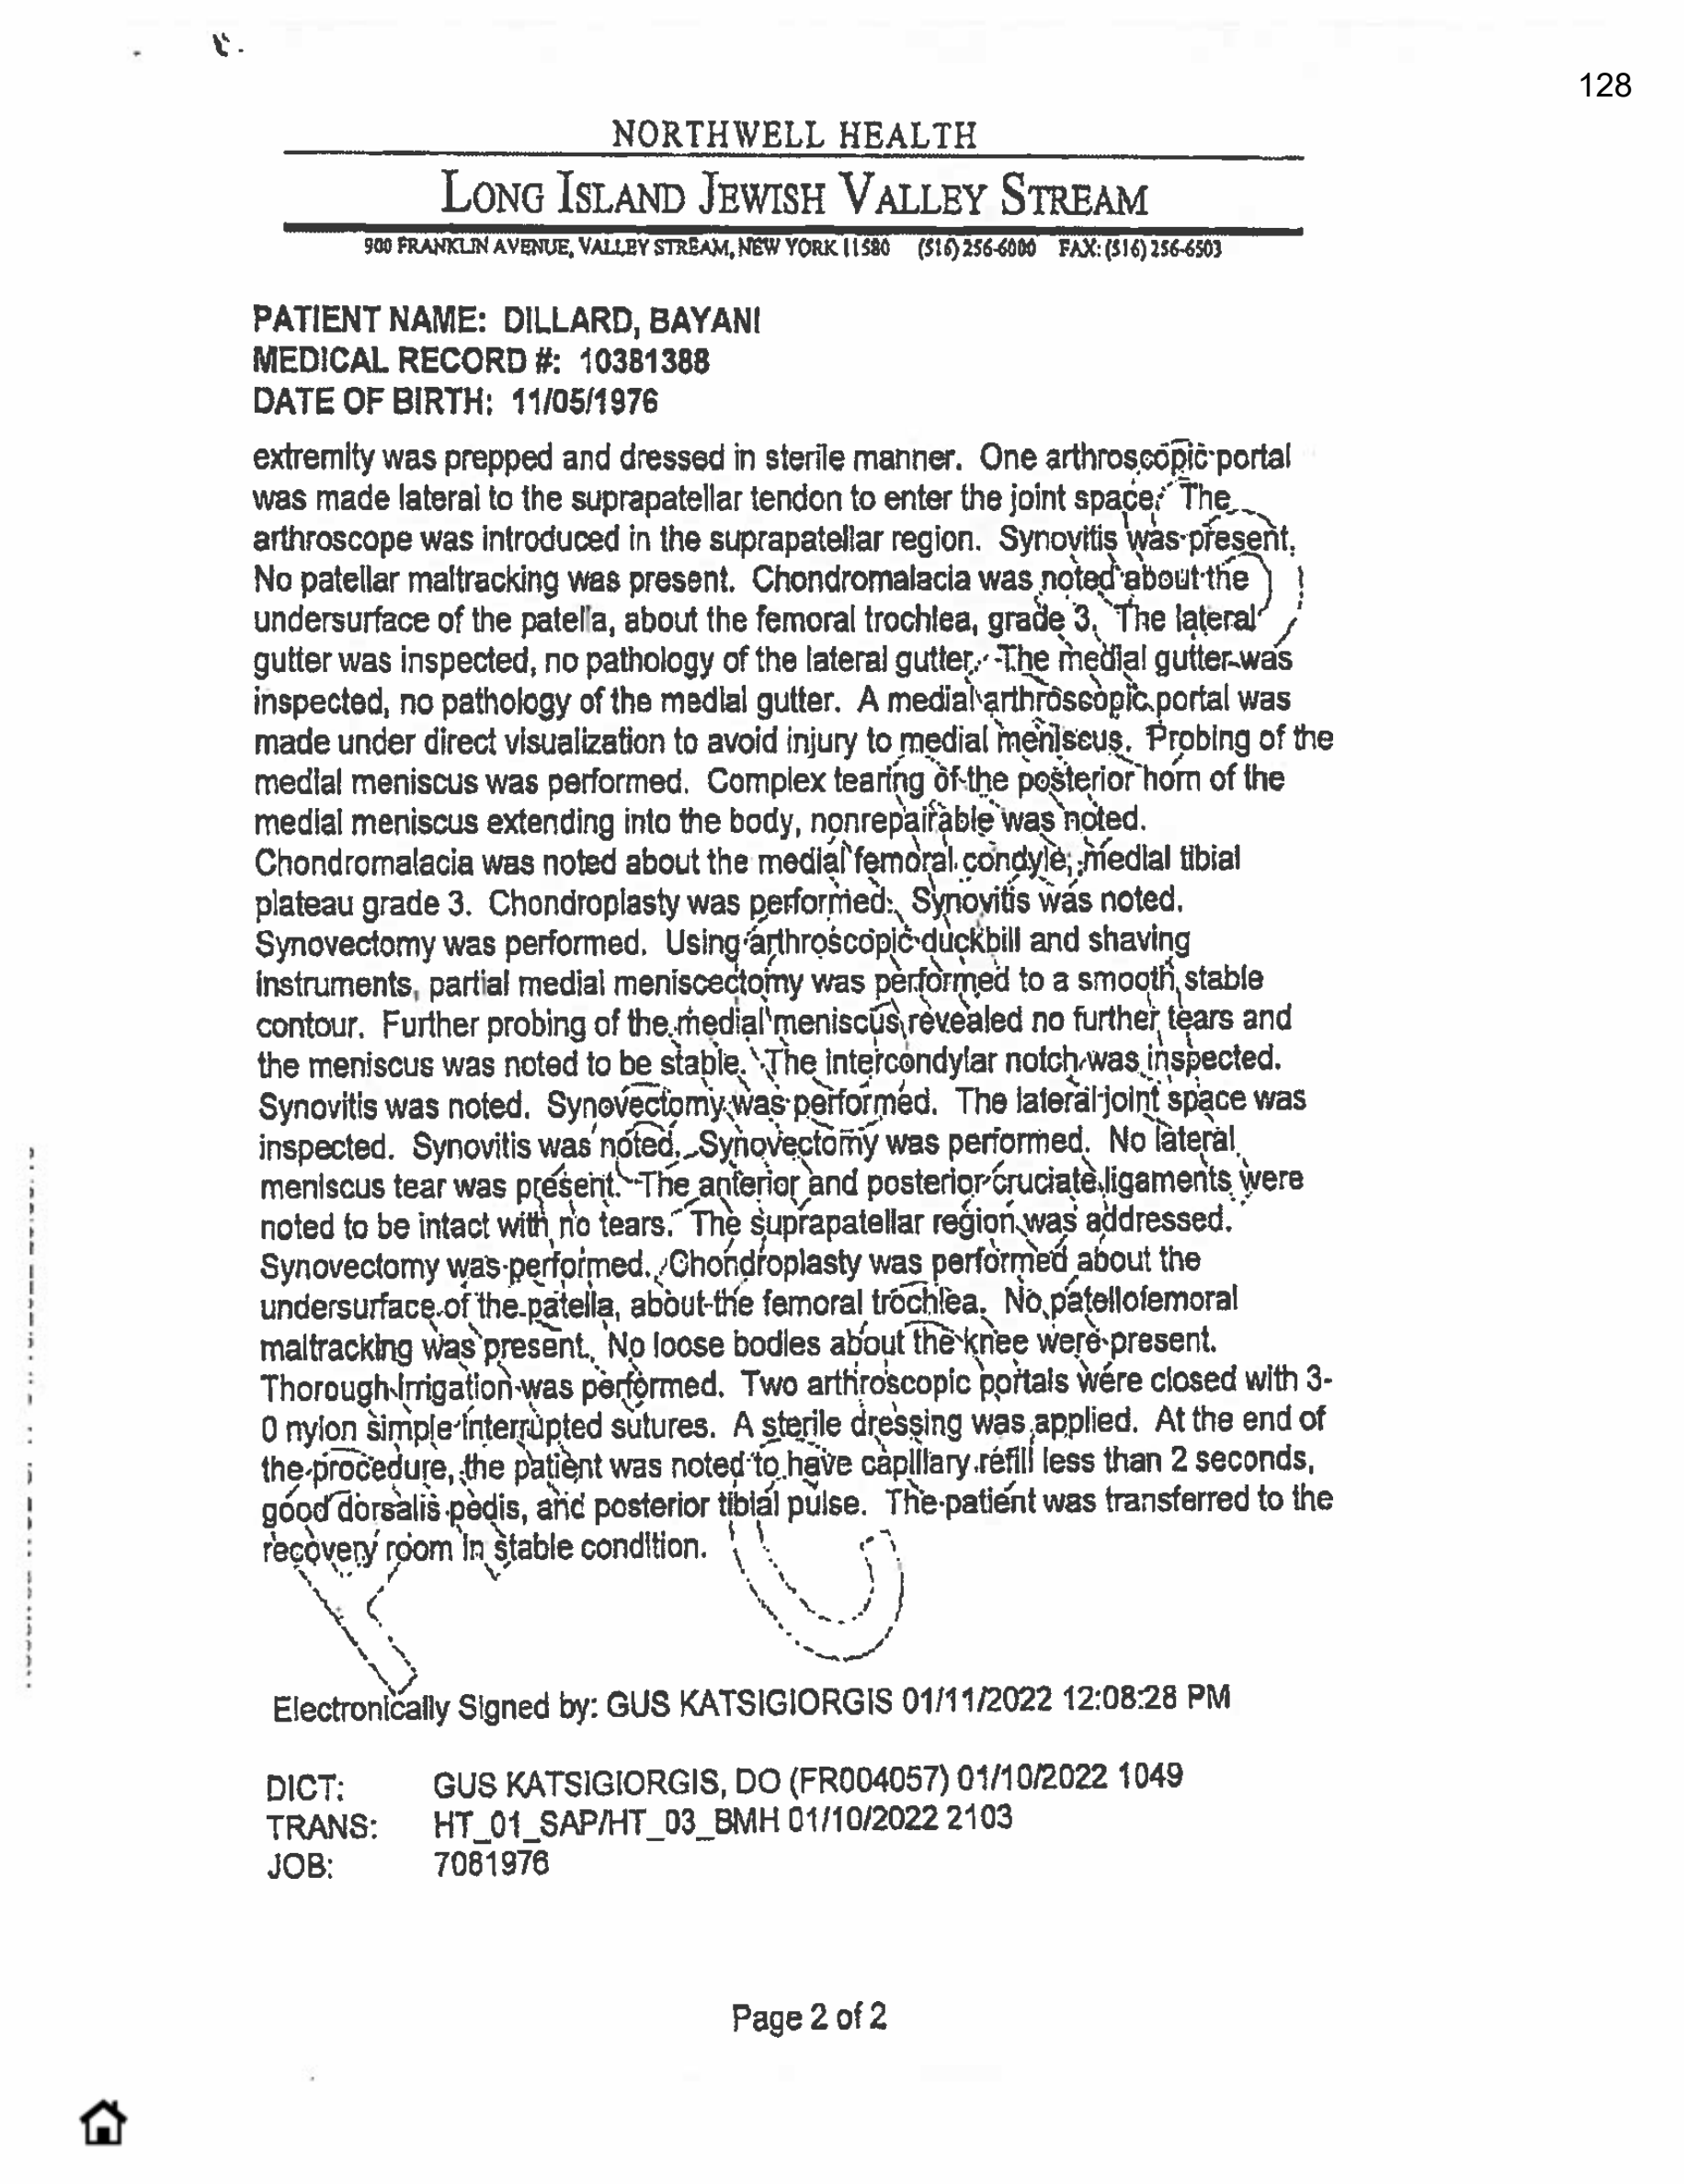 128
NORTHWELL HEALTH
LONG ISLAND JEWISH VALLEY STREAM
900 FRANKLIN AVENUE, VALLEY STREAM, NEW YORK 11580 (516) 256-6000 FAX: (516) 256-6503
PATIENT NAME: DILLARD, BAYANI
MEDICAL RECORD #: 10381388
DATE OF BIRTH: 11/05/1976
extremity was prepped and dressed in sterile manner. One arthroscopic portal
was made lateral to the suprapatellar tendon to enter the joint space. The
arthroscope was introduced in the suprapatellar region. Synovitis was present.
No patellar maltracking was present. Chondromalacia was noted about the
undersurface of the patella, about the femoral trochlea, grade 3. The lateral
gutter was inspected, no pathology of the lateral gutter. The medial gutter was
inspected, no pathology of the medial gutter. A medial arthroscopic portal was
made under direct visualization to avoid injury to medial meniscus. Probing of the
medial meniscus was performed. Complex tearing of the posterior horn of the
medial meniscus extending into the body, nonrepairable was noted.
Chondromalacia was noted about the medial femoral condyle, medial tibial
plateau grade 3. Chondroplasty was performed. Synovitis was noted.
Synovectomy was performed. Using arthroscopic duckbill and shaving
instruments, partial medial meniscectomy was performed to a smooth, stable
contour. Further probing of the medial meniscus revealed no further tears and
the meniscus was noted to be stable. The intercondylar notch was inspected.
Synovitis was noted. Synovectomy was performed. The lateral joint space was
inspected. Synovitis was noted. Synovectomy was performed. No lateral
meniscus tear was present. The anterior and posterior cruciate ligaments were
noted to be intact with no tears. The suprapatellar region was addressed.
Synovectomy was performed. Chondroplasty was performed about the
undersurface of the patella, about the femoral trochlea. No patellofemoral
maltracking was present. No loose bodies about the knee were present.
Thorough irrigation was performed. Two arthroscopic portals were closed with 3-
0 nylon simple interrupted sutures. A sterile dressing was applied. At the end of
the procedure, the patient was noted to have capillary refill less than 2 seconds,
good dorsalis pedis, and posterior tibial pulse. The patient was transferred to the
recovery room in stable condition.
Electronically Signed by: GUS KATSIGIORGIS 01/11/2022 12:08:28 PM
DICT: GUS KATSIGIORGIS, DO (FR004057) 01/10/2022 1049
TRANS: HT_01_SAP/HT_03_BMH 01/10/2022 2103
JOB: 7081976
Page 2 of 2